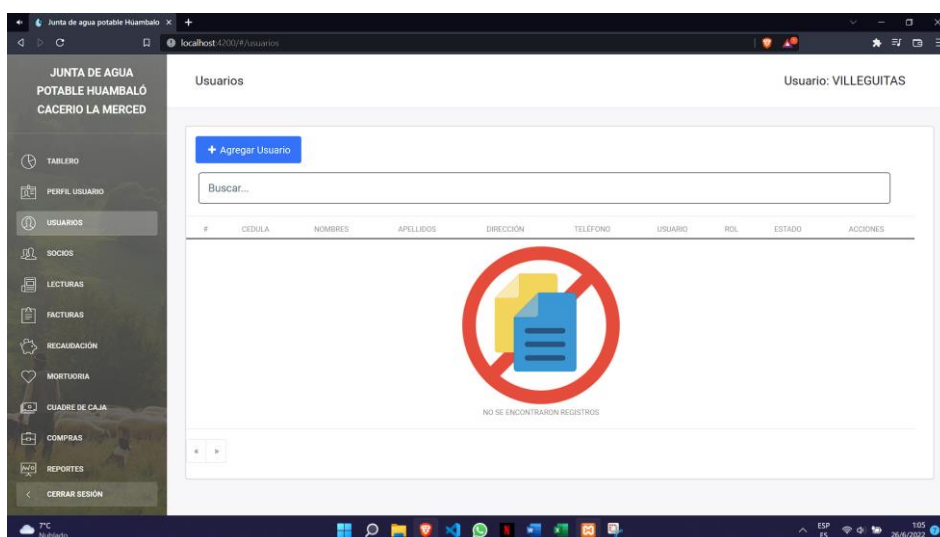 Junta de agua potable Huambalo
localhost:4200/#/usuarios
JUNTA DE AGUA
POTABLE HUAMBALÓ
CACERIO LA MERCED
TABLERO
PERFIL USUARIO
USUARIOS
SOCIOS
LECTURAS
FACTURAS
RECAUDACIÓN
MORTUORIA
CUADRE DE CAJA
COMPRAS
REPORTES
CERRAR SESIÓN
Usuarios
Usuario: VILLEGUITAS
+ Agregar Usuario
Buscar...
# CEDULA NOMBRES APELLIDOS DIRECCIÓN TELÉFONO USUARIO ROL ESTADO ACCIONES
NO SE ENCONTRARON REGISTROS
« »
7°C
Nublado
ESP
ES
1:05
26/6/2022